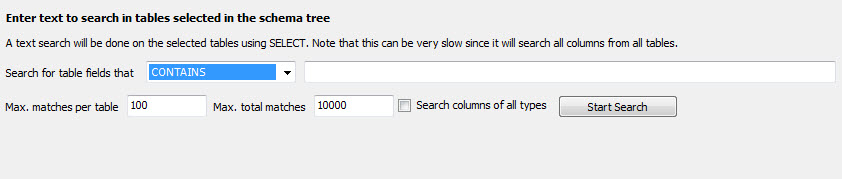 Enter text to search in tables selected in the schema tree
A text search will be done on the selected tables using SELECT. Note that this can be very slow since it will search all columns from all tables.
Search for table fields that CONTAINS
Max. matches per table 100 Max. total matches 10000 Search columns of all types Start Search